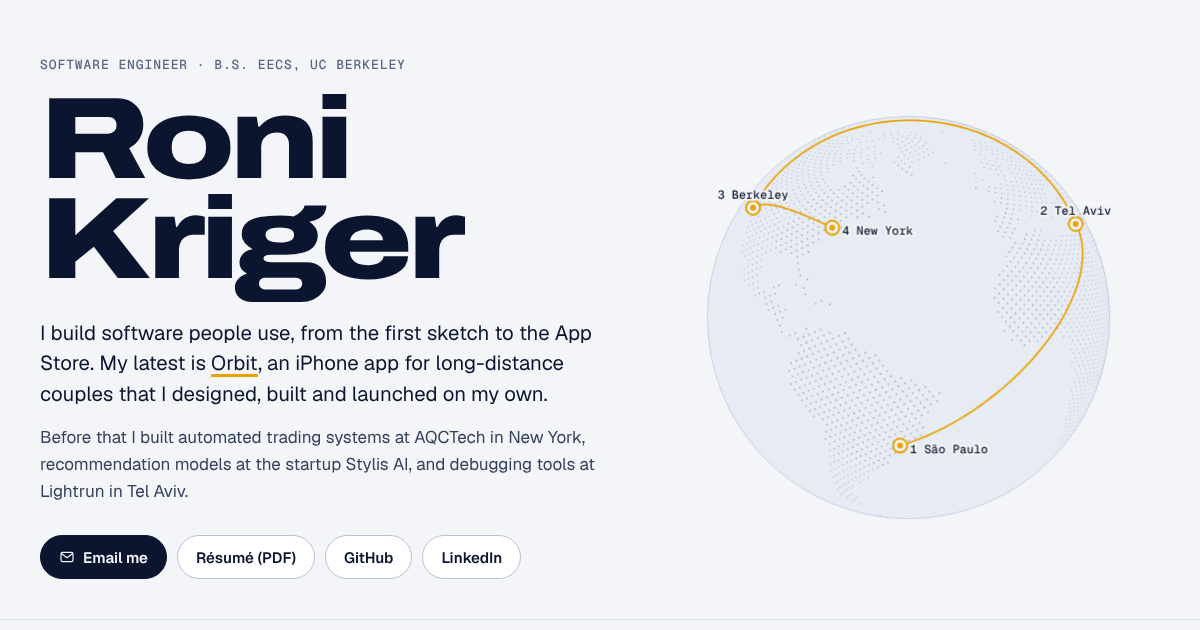 SOFTWARE ENGINEER · B.S. EECS, UC BERKELEY
Roni
Kriger
I build software people use, from the first sketch to the App
Store. My latest is Orbit, an iPhone app for long-distance
couples that I designed, built and launched on my own.
Before that I built automated trading systems at AQCTech in New York,
recommendation models at the startup Stylis AI, and debugging tools at
Lightrun in Tel Aviv.
Email me
Résumé (PDF)
GitHub
LinkedIn
3 Berkeley
2 Tel Aviv
4 New York
1 São Paulo